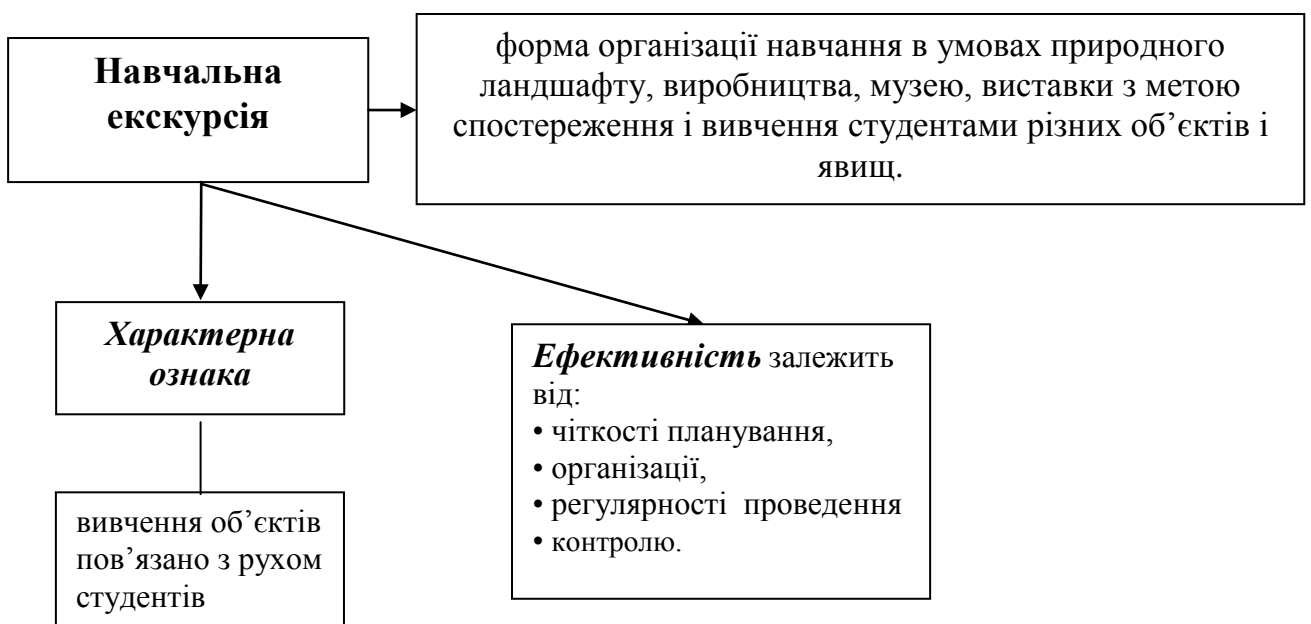 Навчальна
екскурсія
форма організації навчання в умовах природного
ландшафту, виробництва, музею, виставки з метою
спостереження і вивчення студентами різних об’єктів і
явищ.
Характерна
ознака
вивчення об’єктів
пов’язано з рухом
студентів
Ефективність залежить
від:
• чіткості планування,
• організації,
• регулярності проведення
• контролю.